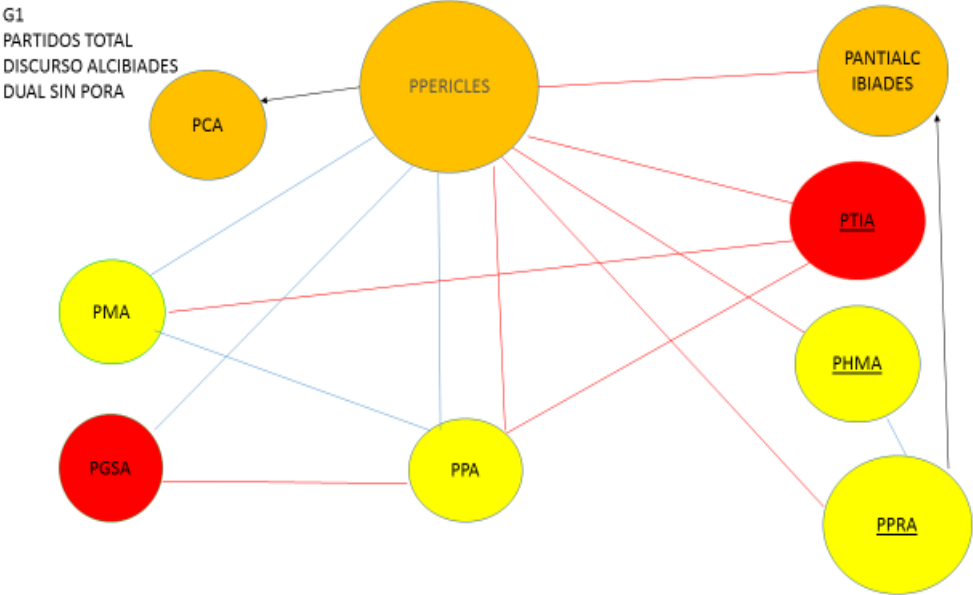 G1
PARTIDOS TOTAL
DISCURSO ALCIBIADES
DUAL SIN PORA
PPERICLES
PANTIALC
IBIADES
PCA
PTIA
PMA
PHMA
PGSA
PPA
PPRA